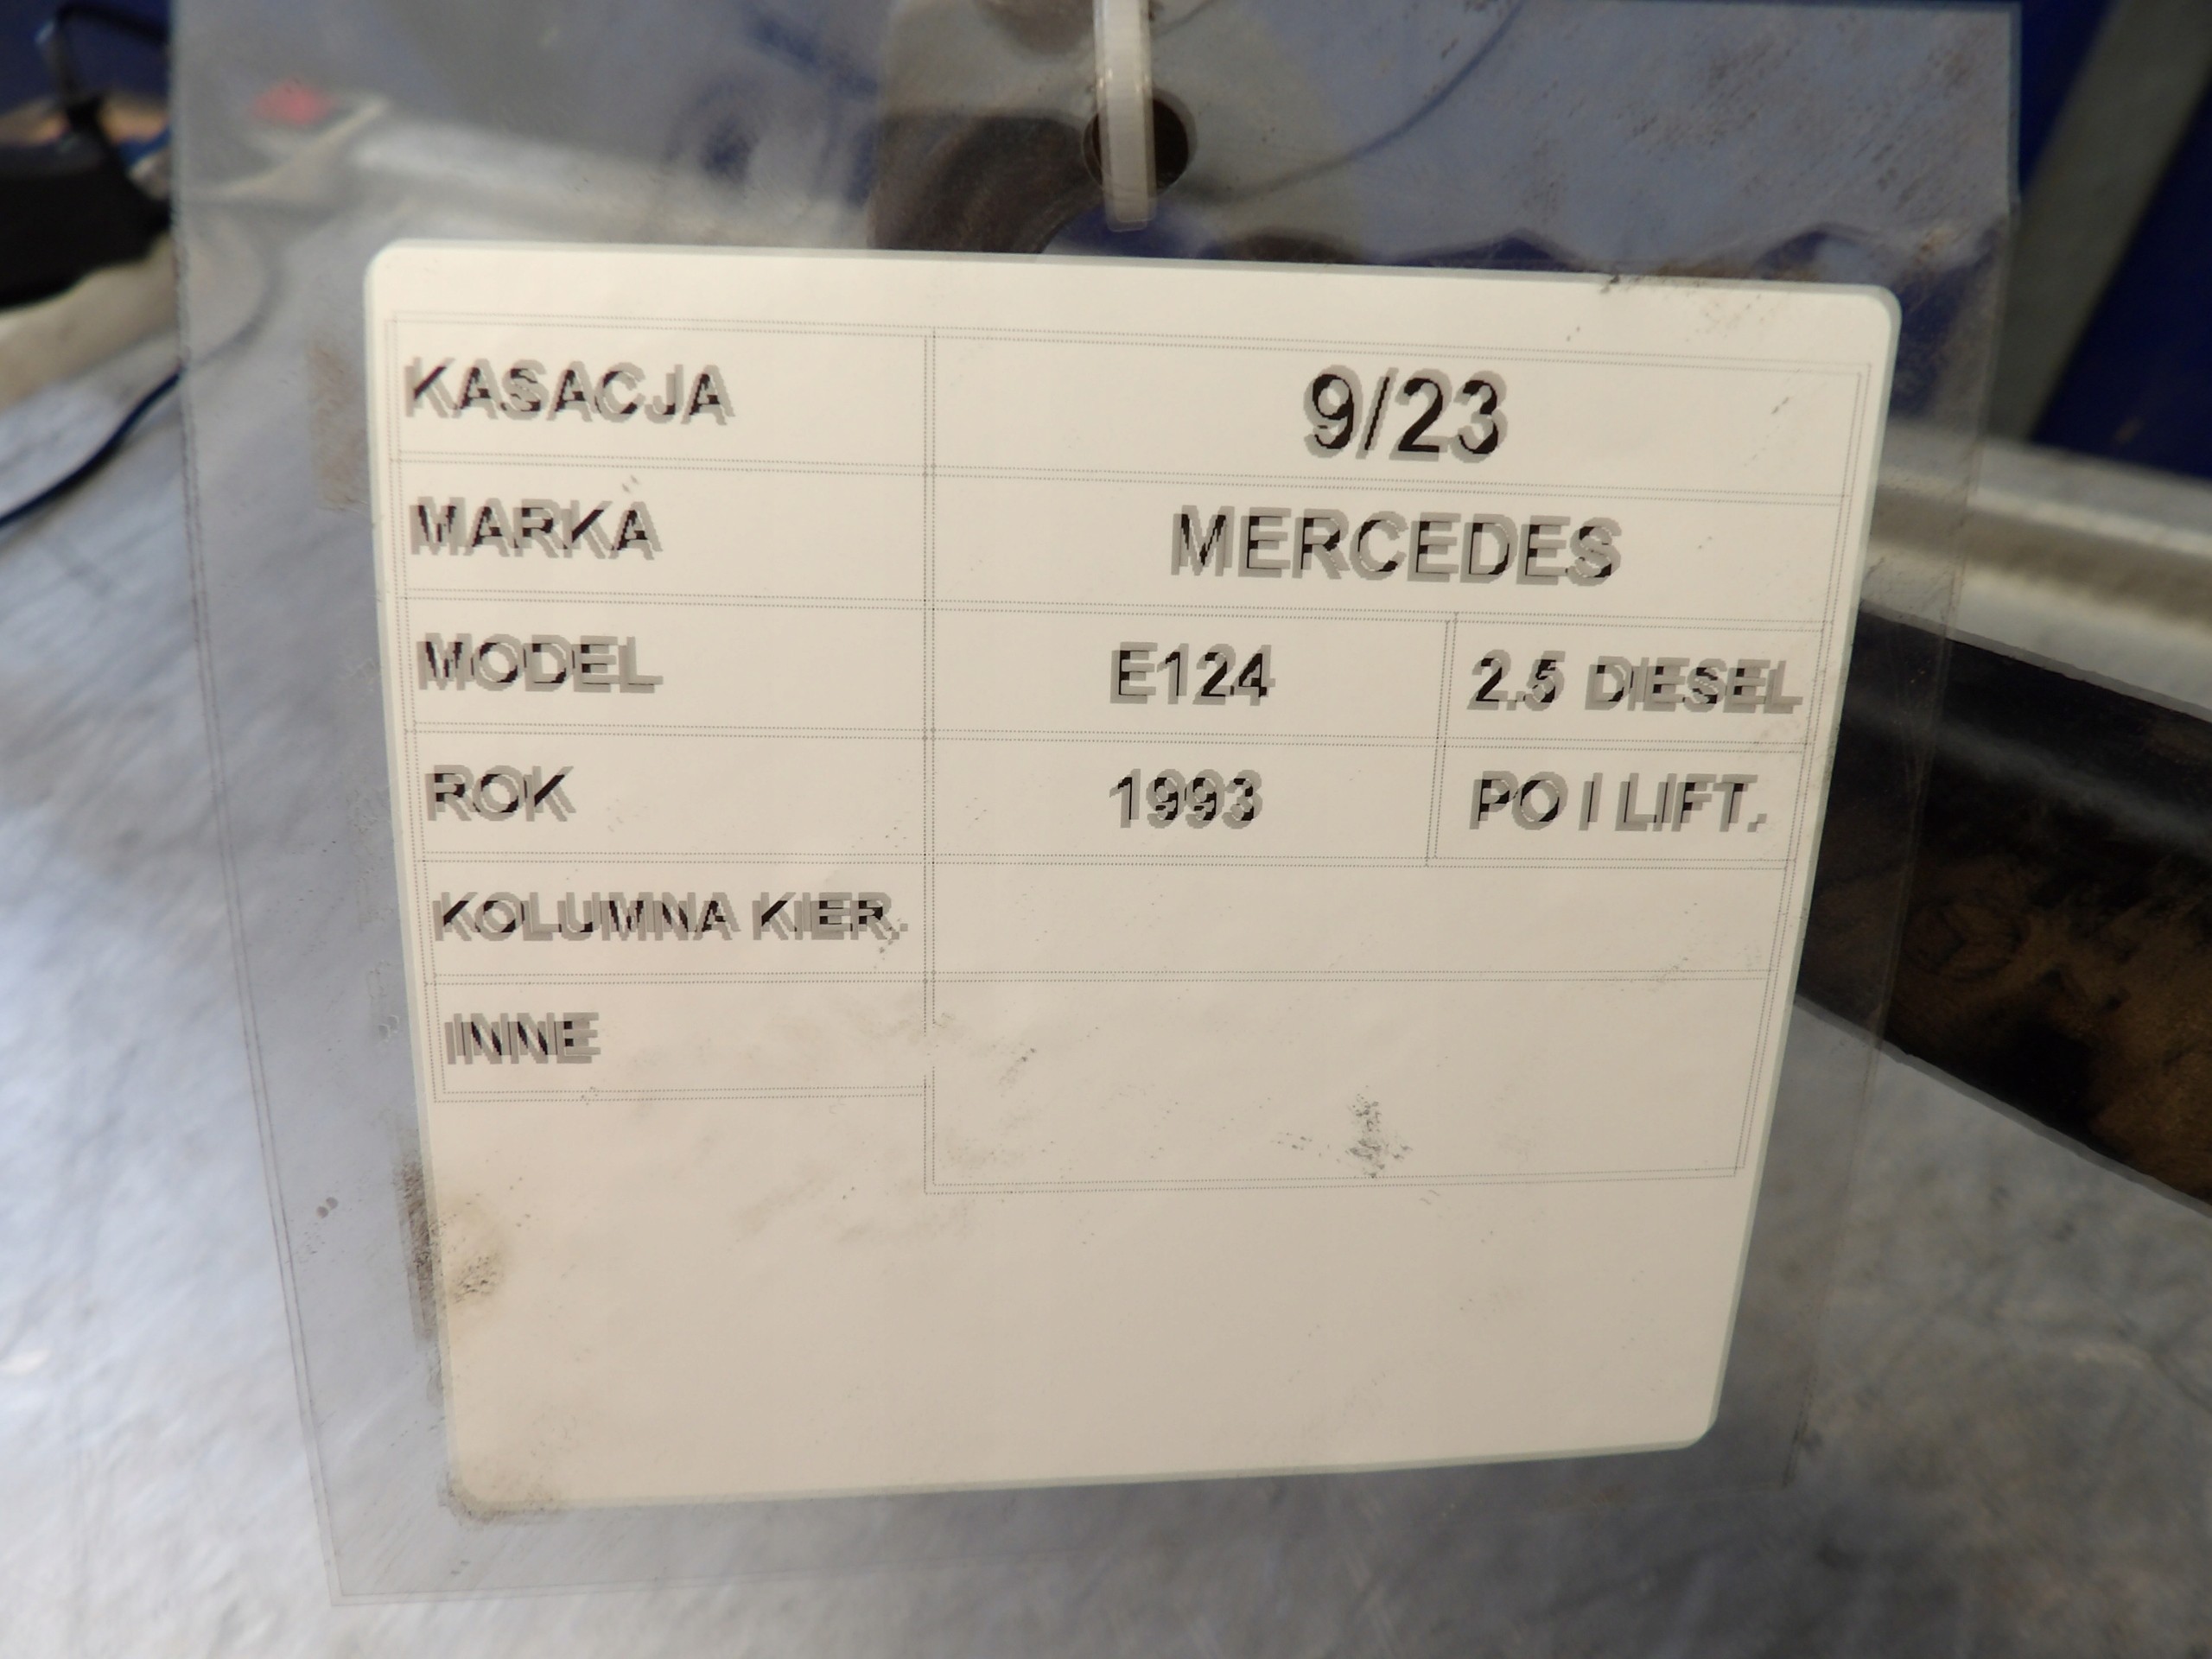 KASACJA 9/23
MARKA MERCEDES
MODEL E124 2.5 DIESEL
ROK 1993 PO I LIFT.
KOLUMNA KIER.
INNE